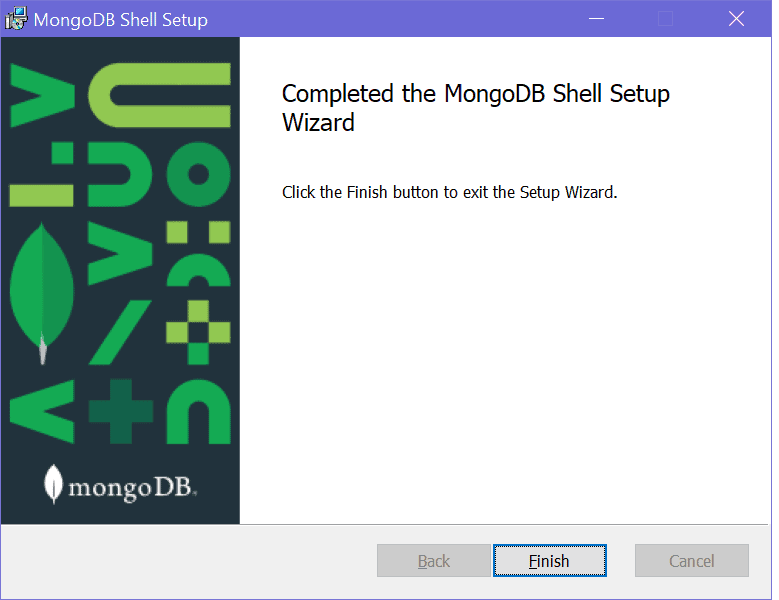 MongoDB Shell Setup
Completed the MongoDB Shell Setup
Wizard
Click the Finish button to exit the Setup Wizard.
mongoDB.
Back
Finish
Cancel